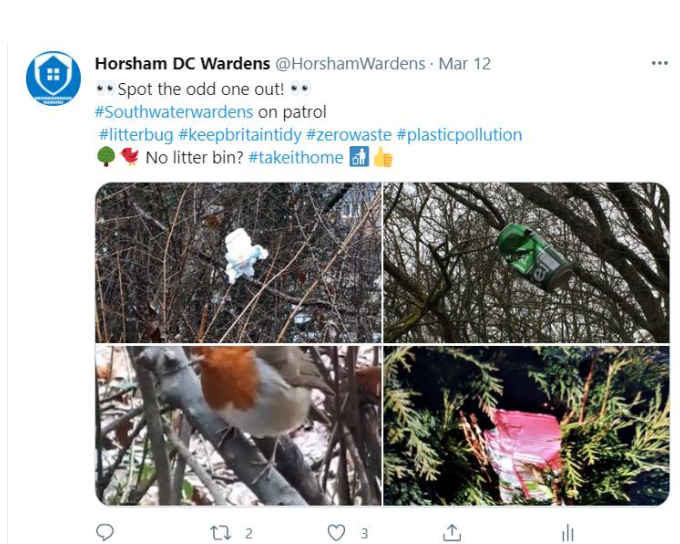 Horsham DC Wardens @HorshamWardens · Mar 12
👀Spot the odd one out! 👀
#Southwaterwardens on patrol
#litterbug #keepbritaintidy #zerowaste #plasticpollution
🌳🐦 No litter bin? #takeithome 🚮👍
2
3